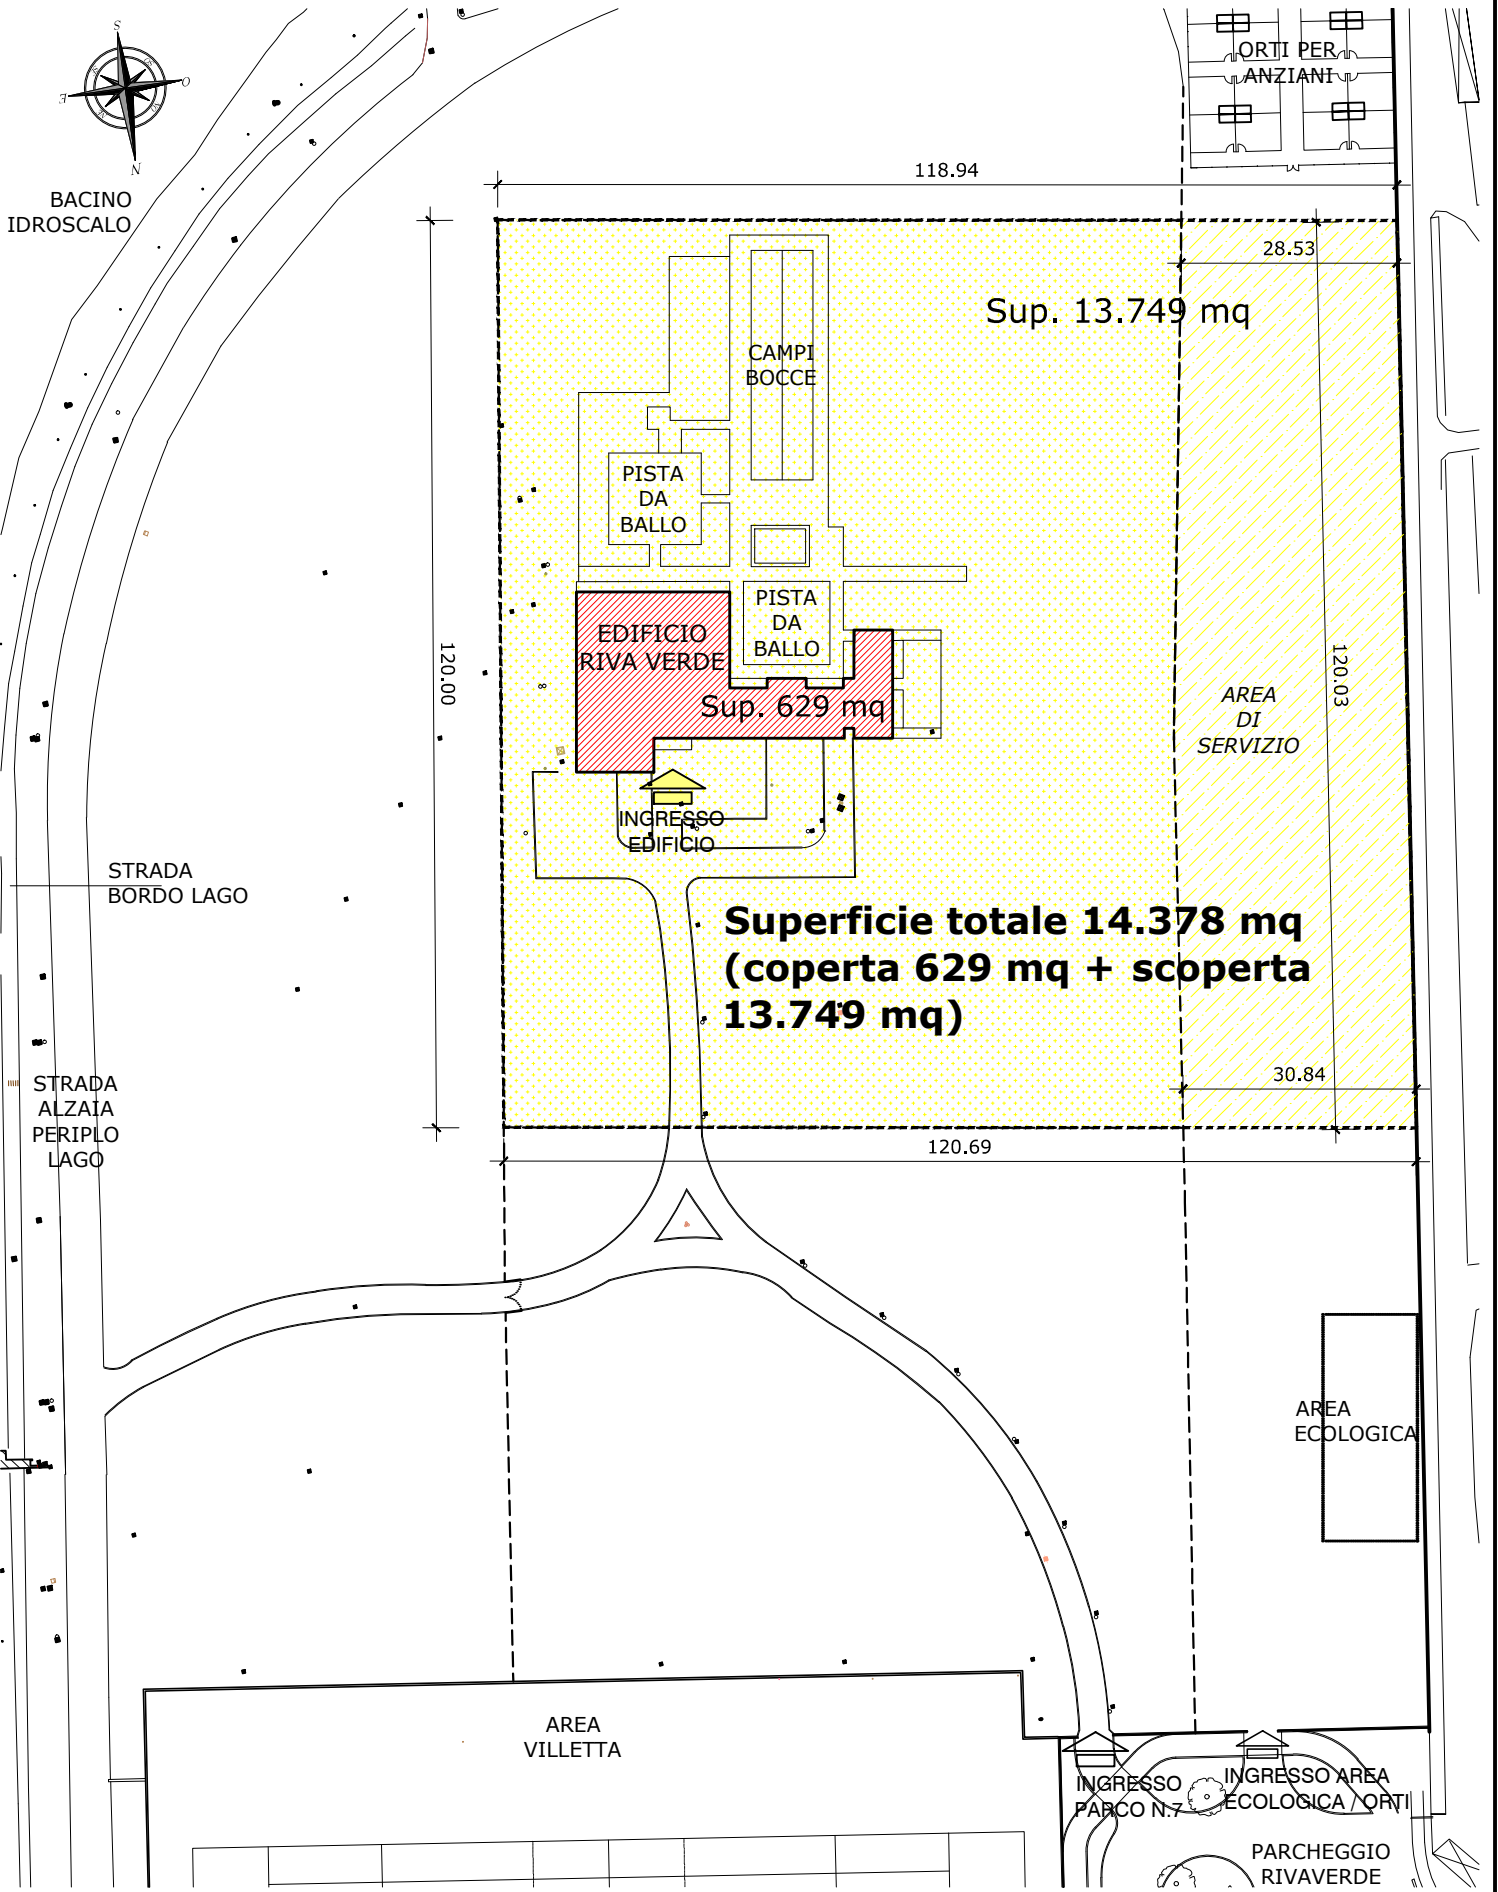 S
O
E
N
ORTI PER
ANZIANI
BACINO
IDROSCALO
118.94
28.53
Sup. 13.749 mq
CAMPI
BOCCE
PISTA
DA
BALLO
PISTA
DA
BALLO
EDIFICIO
RIVA VERDE
Sup. 629 mq
120.00
120.03
AREA
DI
SERVIZIO
INGRESSO
EDIFICIO
STRADA
BORDO LAGO
Superficie totale 14.378 mq
(coperta 629 mq + scoperta
13.749 mq)
STRADA
ALZAIA
PERIPLO
LAGO
30.84
120.69
AREA
ECOLOGICA
AREA
VILLETTA
INGRESSO
PARCO N.7
INGRESSO AREA
ECOLOGICA / ORTI
PARCHEGGIO
RIVAVERDE